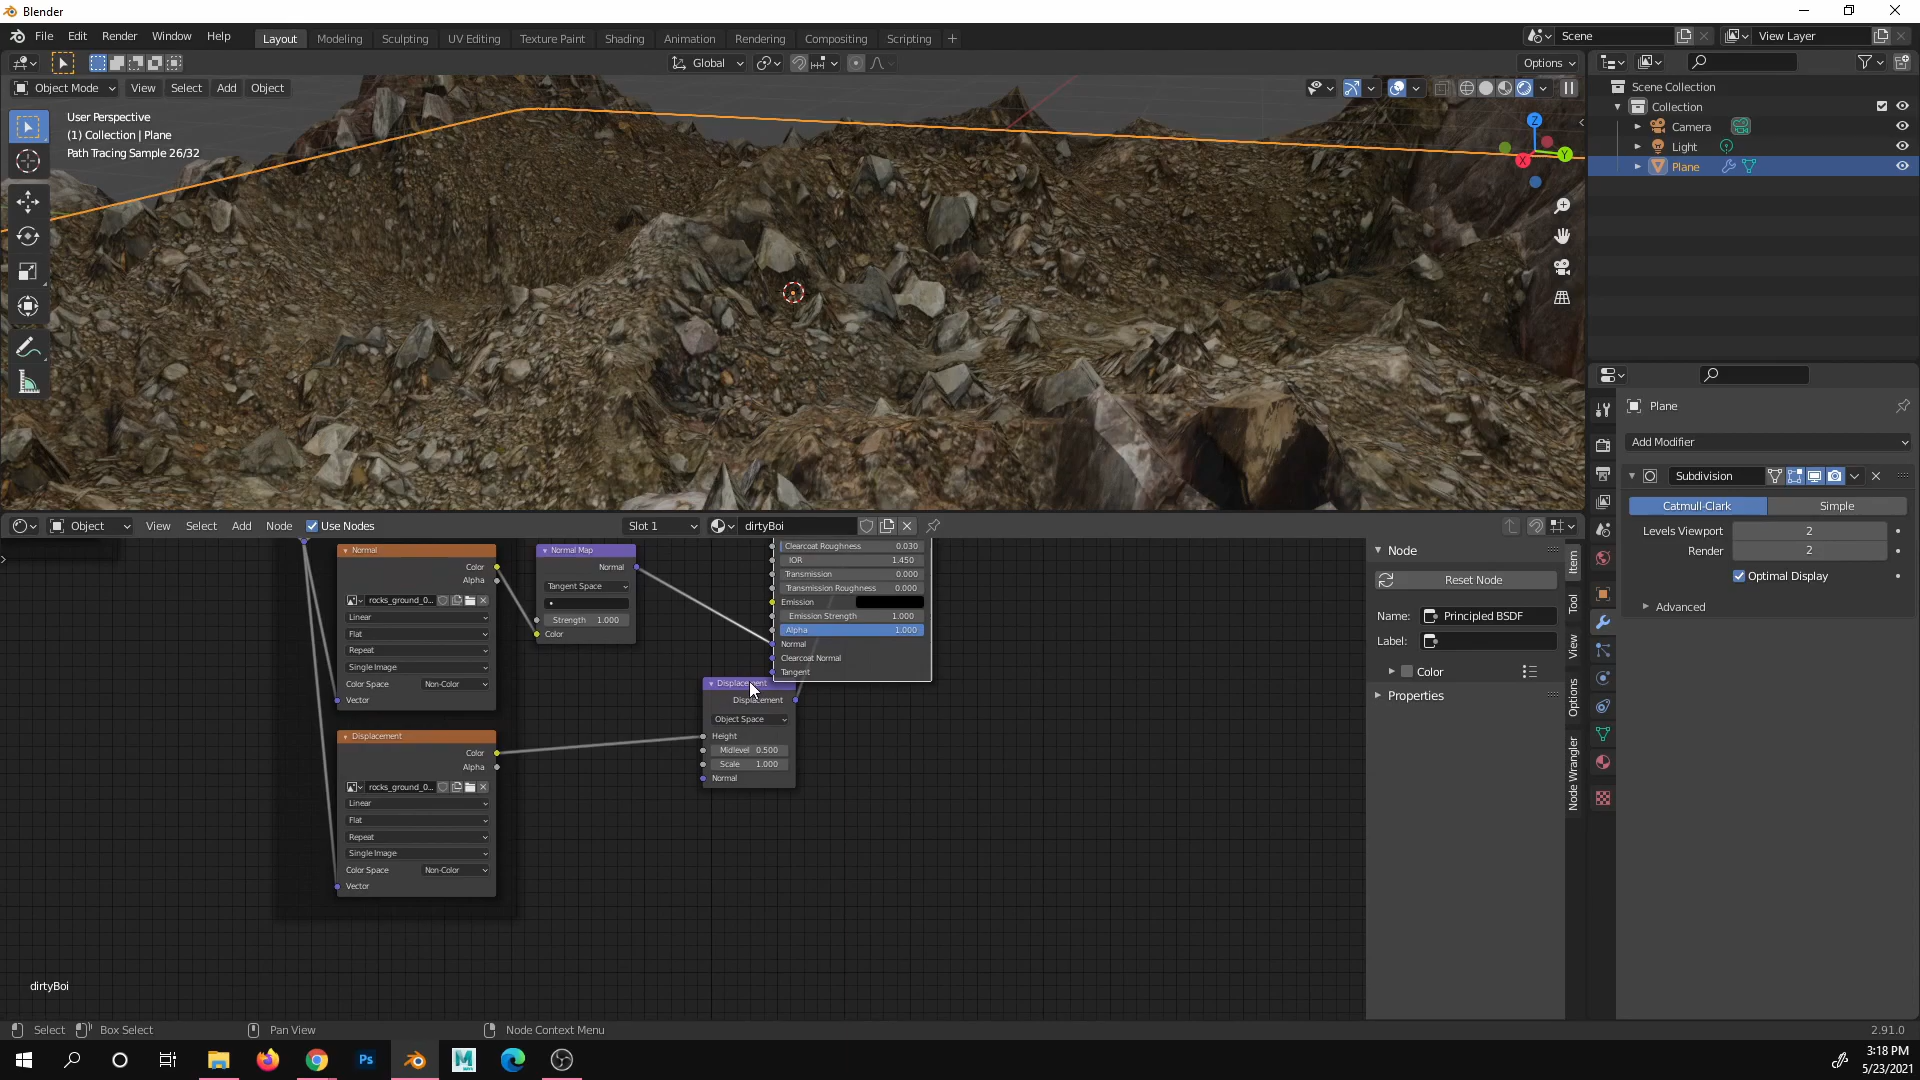 Blender
File Edit Render Window Help
Layout Modeling Sculpting UV Editing Texture Paint Shading Animation Rendering Compositing Scripting +
Scene View Layer
Global Options
Object Mode View Select Add Object
User Perspective
(1) Collection | Plane
Path Tracing Sample 26/32
Z
X Y
Scene Collection
Collection
Camera
Light
Plane
Plane
Add Modifier
Subdivision
Catmull-Clark Simple
Levels Viewport 2
Render 2
Optimal Display
Advanced
Object View Select Add Node Use Nodes Slot 1 dirtyBoi
Normal
Color
Alpha
rocks_ground_0...
Linear
Flat
Repeat
Single Image
Color Space Non-Color
Vector
Normal Map
Normal
Tangent Space
Strength 1.000
Color
Clearcoat Roughness 0.030
IOR 1.450
Transmission 0.000
Transmission Roughness 0.000
Emission
Emission Strength 1.000
Alpha 1.000
Normal
Clearcoat Normal
Tangent
Displacement
Displacement
Object Space
Height
Midlevel 0.500
Scale 1.000
Normal
Displacement
Color
Alpha
rocks_ground_0...
Linear
Flat
Repeat
Single Image
Color Space Non-Color
Vector
Node
Reset Node
Name: Principled BSDF
Label:
Color
Properties
Item
Tool
View
Options
Node Wrangler
dirtyBoi
Select Box Select Pan View Node Context Menu 2.91.0
Ps
3:18 PM
5/23/2021